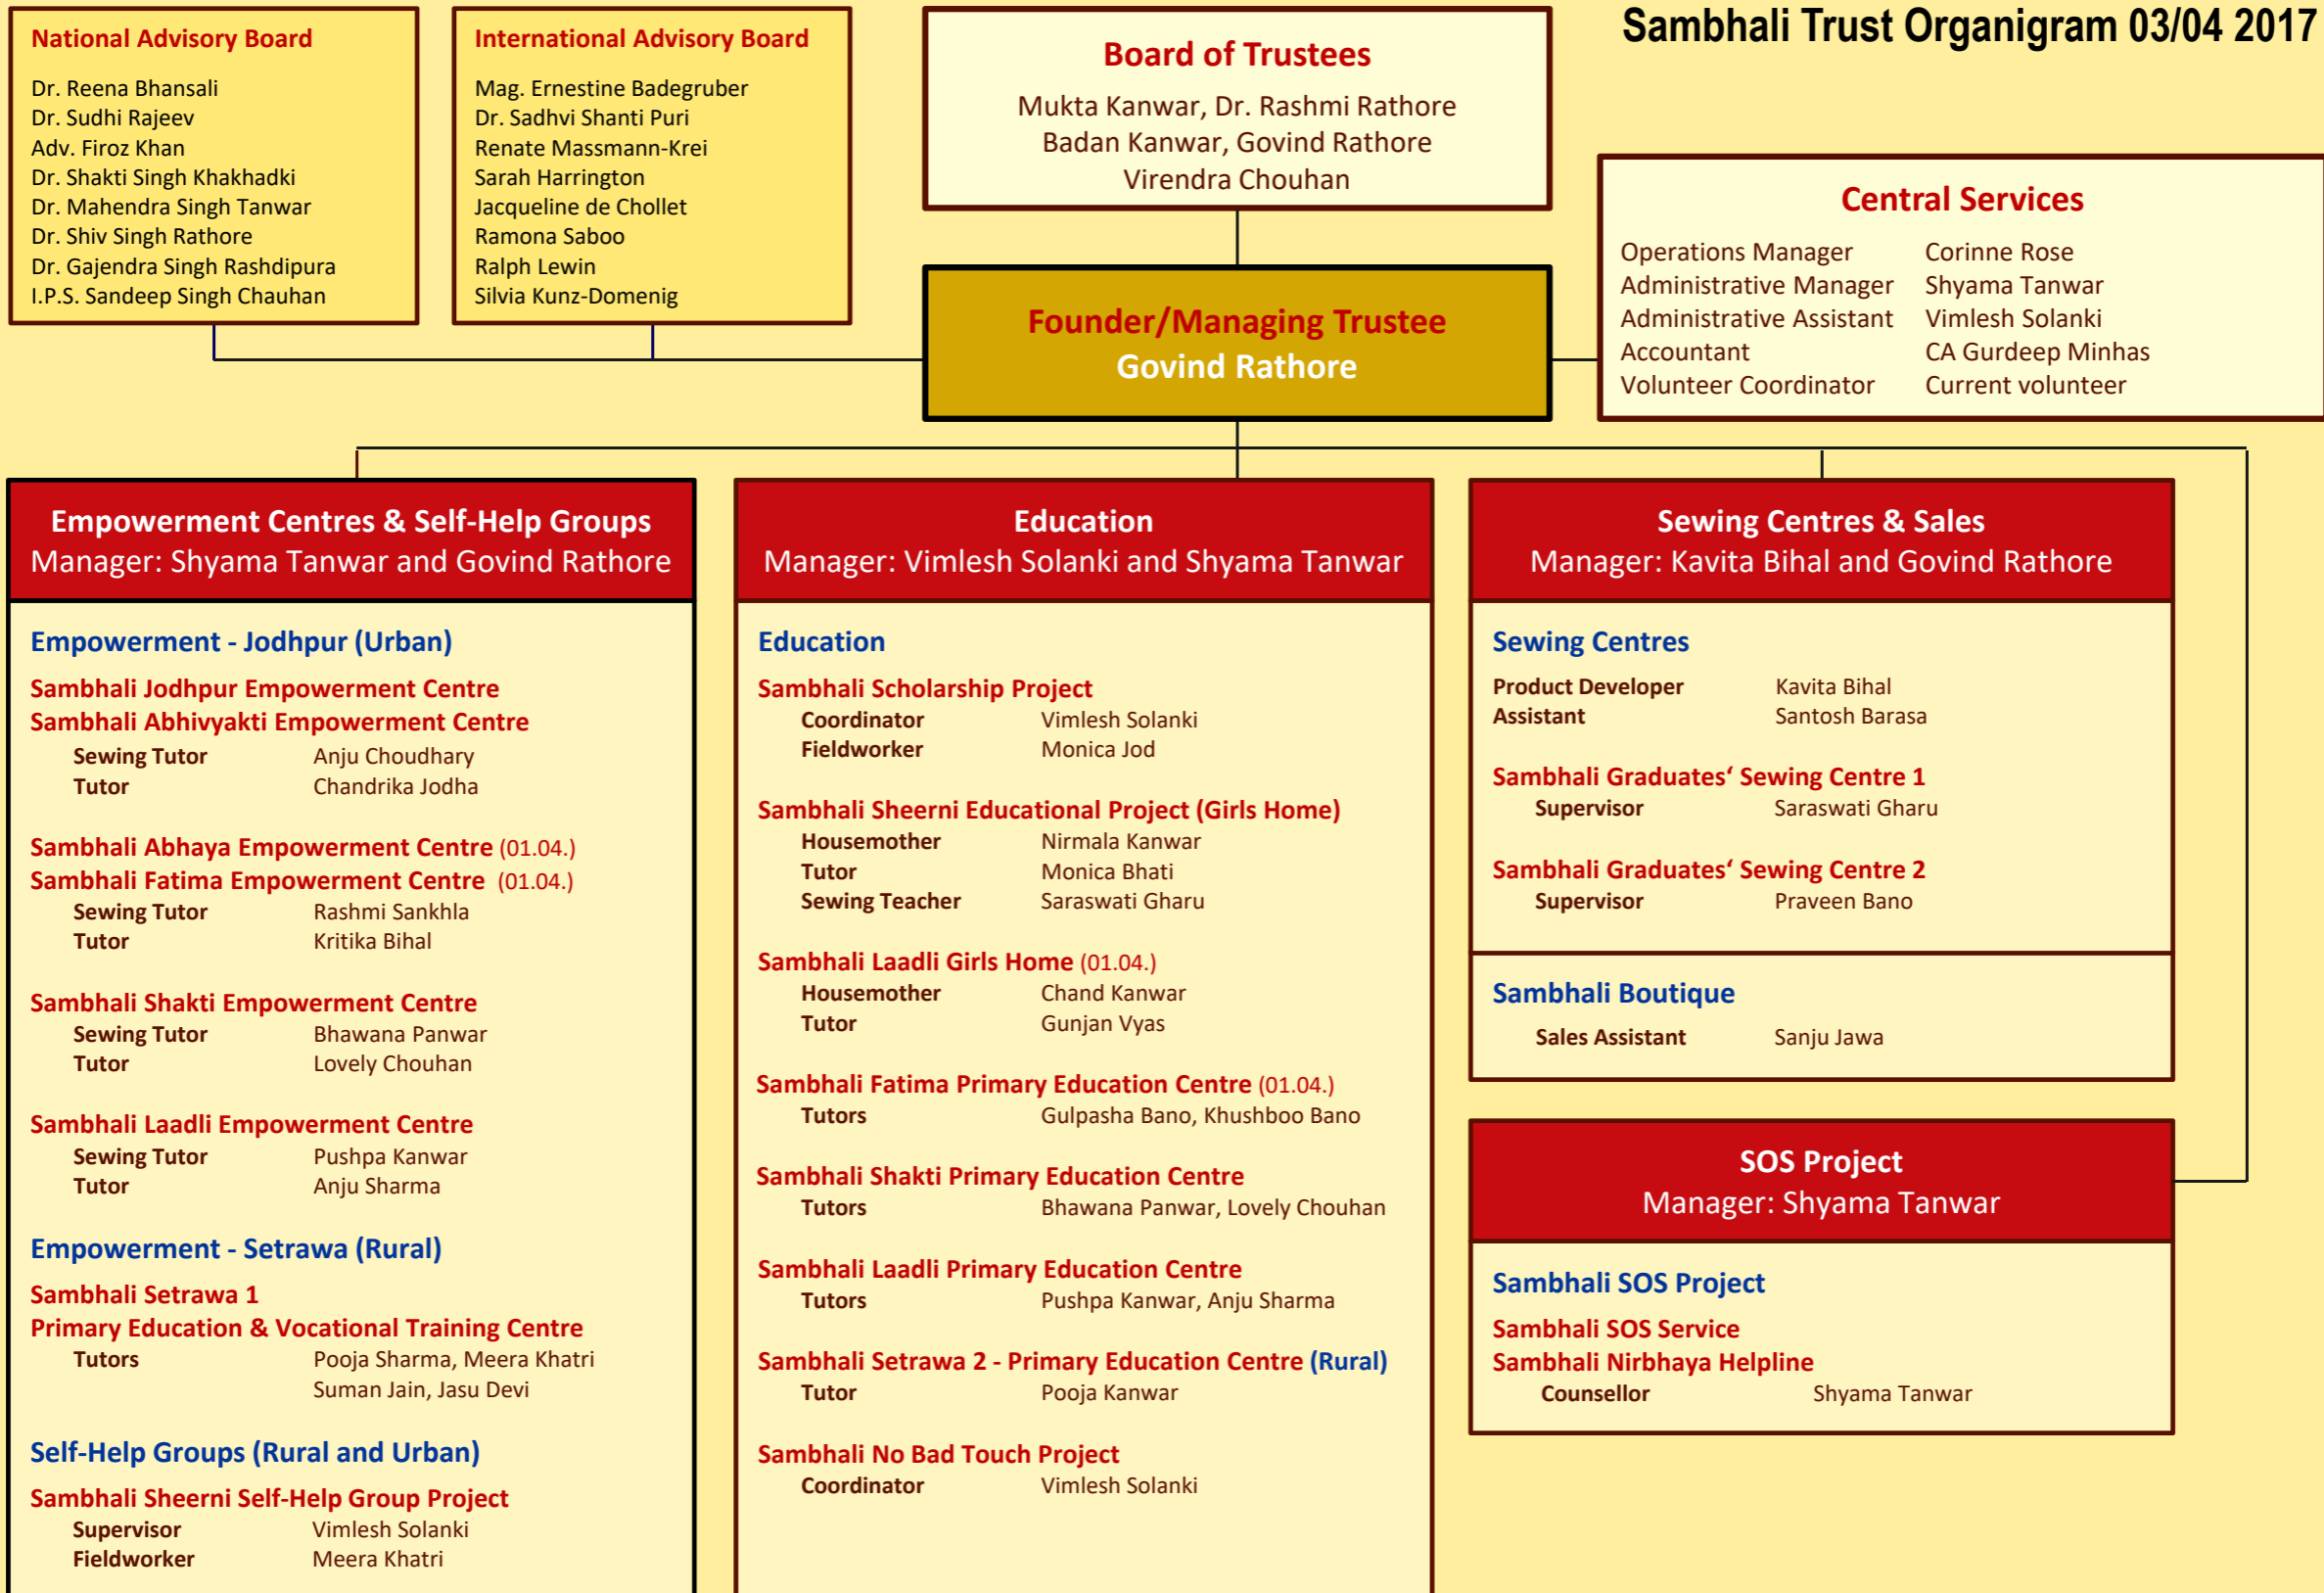 Sambhali Trust Organigram 03/04 2017
National Advisory Board
Dr. Reena Bhansali
Dr. Sudhi Rajeev
Adv. Firoz Khan
Dr. Shakti Singh Khakhadki
Dr. Mahendra Singh Tanwar
Dr. Shiv Singh Rathore
Dr. Gajendra Singh Rashdipura
I.P.S. Sandeep Singh Chauhan
International Advisory Board
Mag. Ernestine Badegruber
Dr. Sadhvi Shanti Puri
Renate Massmann-Krei
Sarah Harrington
Jacqueline de Chollet
Ramona Saboo
Ralph Lewin
Silvia Kunz-Domenig
Board of Trustees
Mukta Kanwar, Dr. Rashmi Rathore
Badan Kanwar, Govind Rathore
Virendra Chouhan
Founder/Managing Trustee
Govind Rathore
Central Services
Operations Manager Corinne Rose
Administrative Manager Shyama Tanwar
Administrative Assistant Vimlesh Solanki
Accountant CA Gurdeep Minhas
Volunteer Coordinator Current volunteer
Empowerment Centres & Self-Help Groups
Manager: Shyama Tanwar and Govind Rathore
Empowerment - Jodhpur (Urban)
Sambhali Jodhpur Empowerment Centre
Sambhali Abhivyakti Empowerment Centre
Sewing Tutor Anju Choudhary
Tutor Chandrika Jodha
Sambhali Abhaya Empowerment Centre (01.04.)
Sambhali Fatima Empowerment Centre (01.04.)
Sewing Tutor Rashmi Sankhla
Tutor Kritika Bihal
Sambhali Shakti Empowerment Centre
Sewing Tutor Bhawana Panwar
Tutor Lovely Chouhan
Sambhali Laadli Empowerment Centre
Sewing Tutor Pushpa Kanwar
Tutor Anju Sharma
Empowerment - Setrawa (Rural)
Sambhali Setrawa 1
Primary Education & Vocational Training Centre
Tutors Pooja Sharma, Meera Khatri
Suman Jain, Jasu Devi
Self-Help Groups (Rural and Urban)
Sambhali Sheerni Self-Help Group Project
Supervisor Vimlesh Solanki
Fieldworker Meera Khatri
Education
Manager: Vimlesh Solanki and Shyama Tanwar
Education
Sambhali Scholarship Project
Coordinator Vimlesh Solanki
Fieldworker Monica Jod
Sambhali Sheerni Educational Project (Girls Home)
Housemother Nirmala Kanwar
Tutor Monica Bhati
Sewing Teacher Saraswati Gharu
Sambhali Laadli Girls Home (01.04.)
Housemother Chand Kanwar
Tutor Gunjan Vyas
Sambhali Fatima Primary Education Centre (01.04.)
Tutors Gulpasha Bano, Khushboo Bano
Sambhali Shakti Primary Education Centre
Tutors Bhawana Panwar, Lovely Chouhan
Sambhali Laadli Primary Education Centre
Tutors Pushpa Kanwar, Anju Sharma
Sambhali Setrawa 2 - Primary Education Centre (Rural)
Tutor Pooja Kanwar
Sambhali No Bad Touch Project
Coordinator Vimlesh Solanki
Sewing Centres & Sales
Manager: Kavita Bihal and Govind Rathore
Sewing Centres
Product Developer Kavita Bihal
Assistant Santosh Barasa
Sambhali Graduates‘ Sewing Centre 1
Supervisor Saraswati Gharu
Sambhali Graduates‘ Sewing Centre 2
Supervisor Praveen Bano
Sambhali Boutique
Sales Assistant Sanju Jawa
SOS Project
Manager: Shyama Tanwar
Sambhali SOS Project
Sambhali SOS Service
Sambhali Nirbhaya Helpline
Counsellor Shyama Tanwar